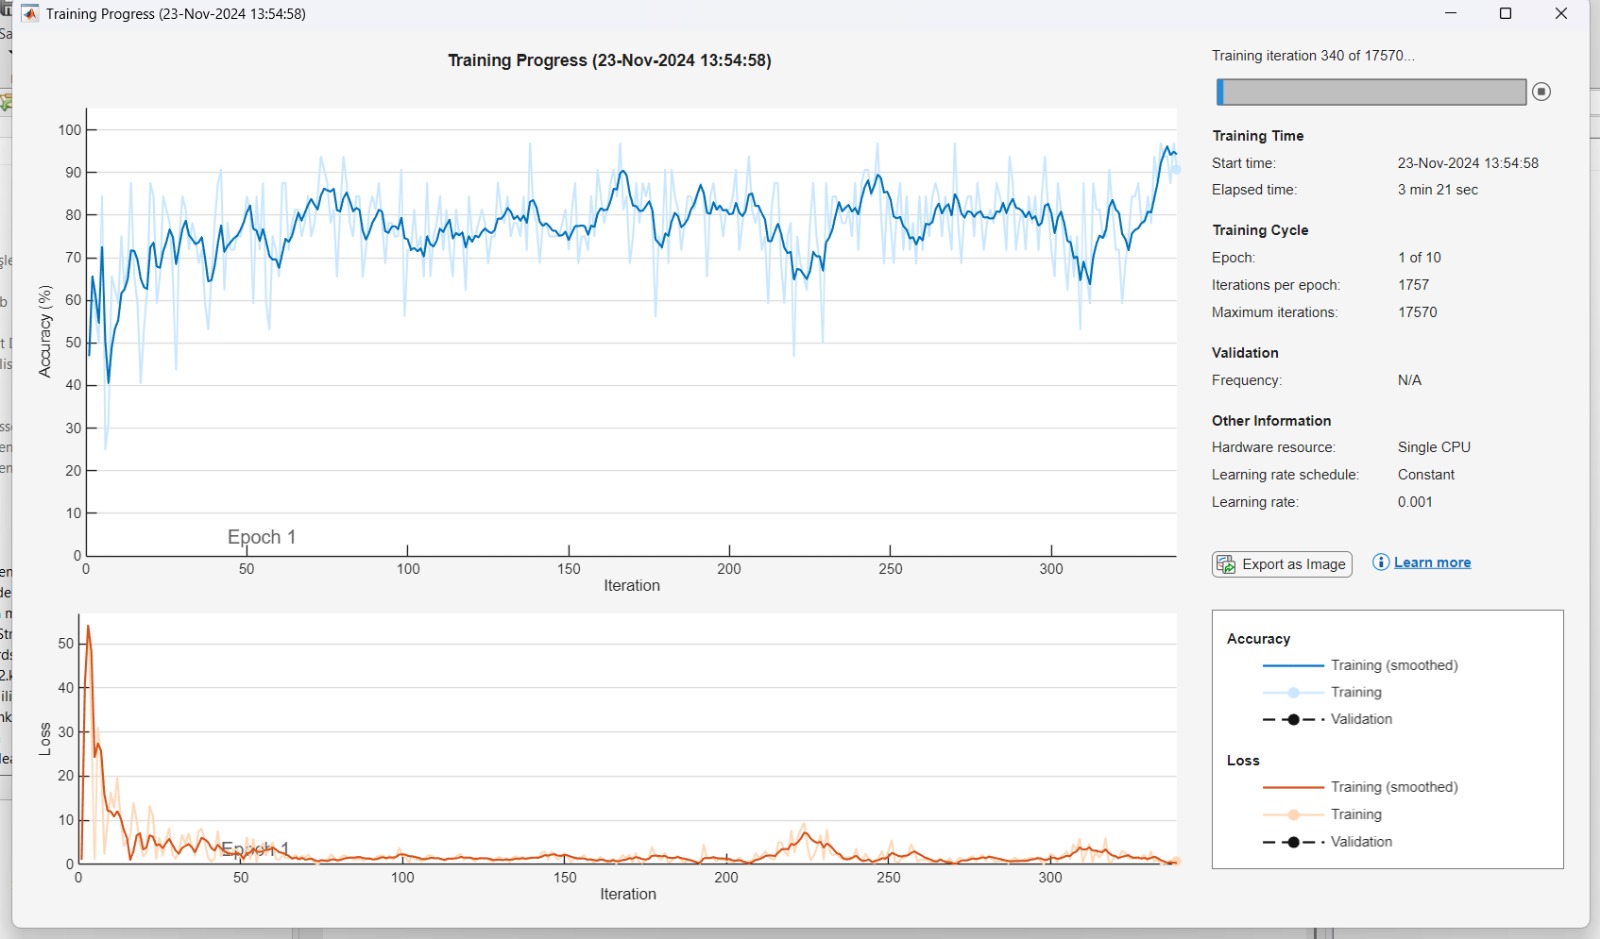 Training Progress (23-Nov-2024 13:54:58)
Training Progress (23-Nov-2024 13:54:58)
Accuracy (%)
100
90
80
70
60
50
40
30
20
10
0
Epoch 1
0 50 100 150 200 250 300
Iteration
Loss
50
40
30
20
10
0
Epoch 1
0 50 100 150 200 250 300
Iteration
Training iteration 340 of 17570...
Training Time
Start time: 23-Nov-2024 13:54:58
Elapsed time: 3 min 21 sec
Training Cycle
Epoch: 1 of 10
Iterations per epoch: 1757
Maximum iterations: 17570
Validation
Frequency: N/A
Other Information
Hardware resource: Single CPU
Learning rate schedule: Constant
Learning rate: 0.001
Export as Image
Learn more
Accuracy
Training (smoothed)
Training
Validation
Loss
Training (smoothed)
Training
Validation